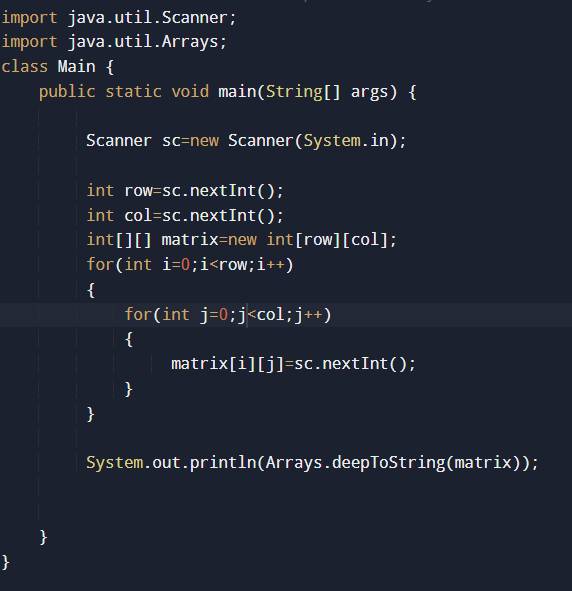 import java.util.Scanner;
import java.util.Arrays;
class Main {
    public static void main(String[] args) {
        Scanner sc=new Scanner(System.in);
        int row=sc.nextInt();
        int col=sc.nextInt();
        int[][] matrix=new int[row][col];
        for(int i=0;i<row;i++)
        {
            for(int j=0;j<col;j++)
            {
                 matrix[i][j]=sc.nextInt();
            }
        }
        System.out.println(Arrays.deepToString(matrix));
    }
}